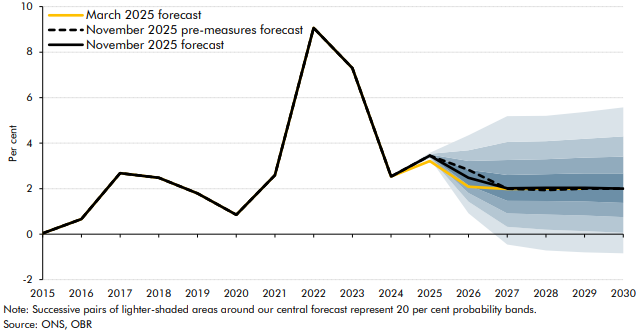 10
March 2025 forecast
November 2025 pre-measures forecast
November 2025 forecast
8
6
Per cent
4
2
0
-2
2015 2016 2017 2018 2019 2020 2021 2022 2023 2024 2025 2026 2027 2028 2029 2030
Note: Successive pairs of lighter-shaded areas around our central forecast represent 20 per cent probability bands.
Source: ONS, OBR